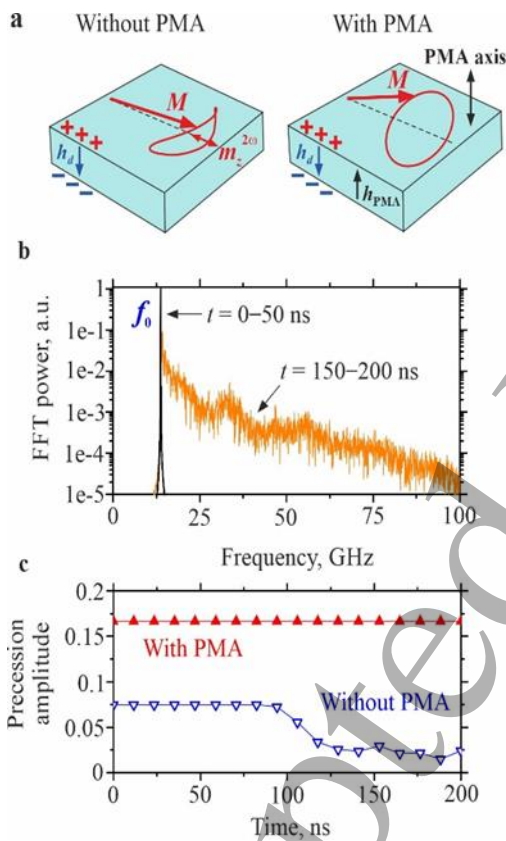 a
Without PMA
With PMA
PMA axis
M
M
+ + +
+ + +
h_d
h_d
m_z^2ω
h_PMA
− − −
− − −
b
FFT power, a.u.
1
1e-1
1e-2
1e-3
1e-4
1e-5
f_0
t = 0–50 ns
t = 150–200 ns
0 25 50 75 100
Frequency, GHz
c
Precession
amplitude
0.2
0.15
0.1
0.05
0
With PMA
Without PMA
0 50 100 150 200
Time, ns
pted